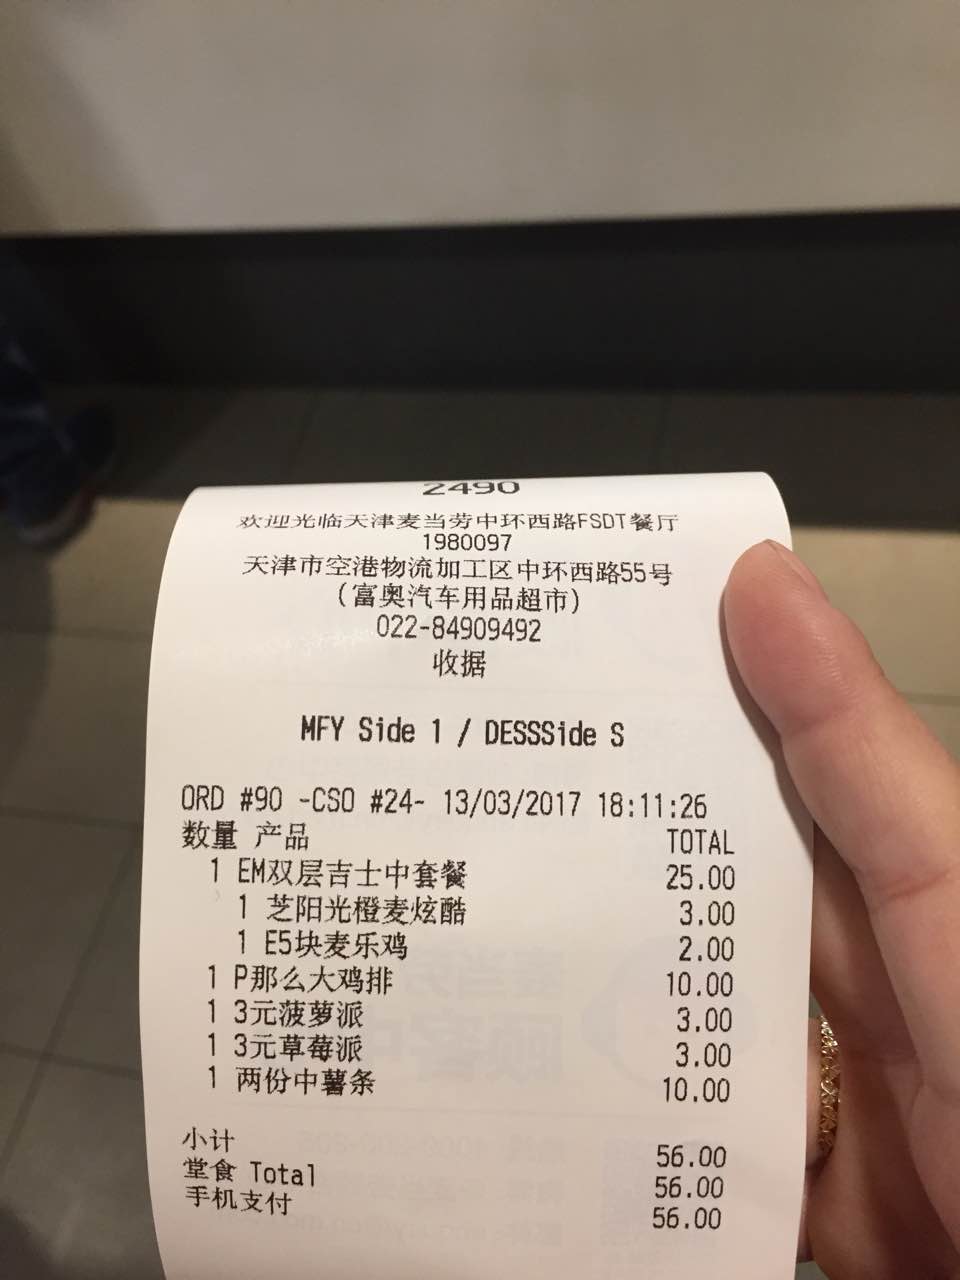 2490
欢迎光临天津麦当劳中环西路FSDT餐厅
1980097
天津市空港物流加工区中环西路55号
(富奥汽车用品超市)
022-84909492
收据
MFY Side 1 / DESSSide S
ORD #90 -CSO #24- 13/03/2017 18:11:26
数量 产品 TOTAL
1 EM双层吉士中套餐 25.00
1 芝阳光橙麦炫酷 3.00
1 E5块麦乐鸡 2.00
1 P那么大鸡排 10.00
1 3元菠萝派 3.00
1 3元草莓派 3.00
1 两份中薯条 10.00
小计 56.00
堂食 Total 56.00
手机支付 56.00